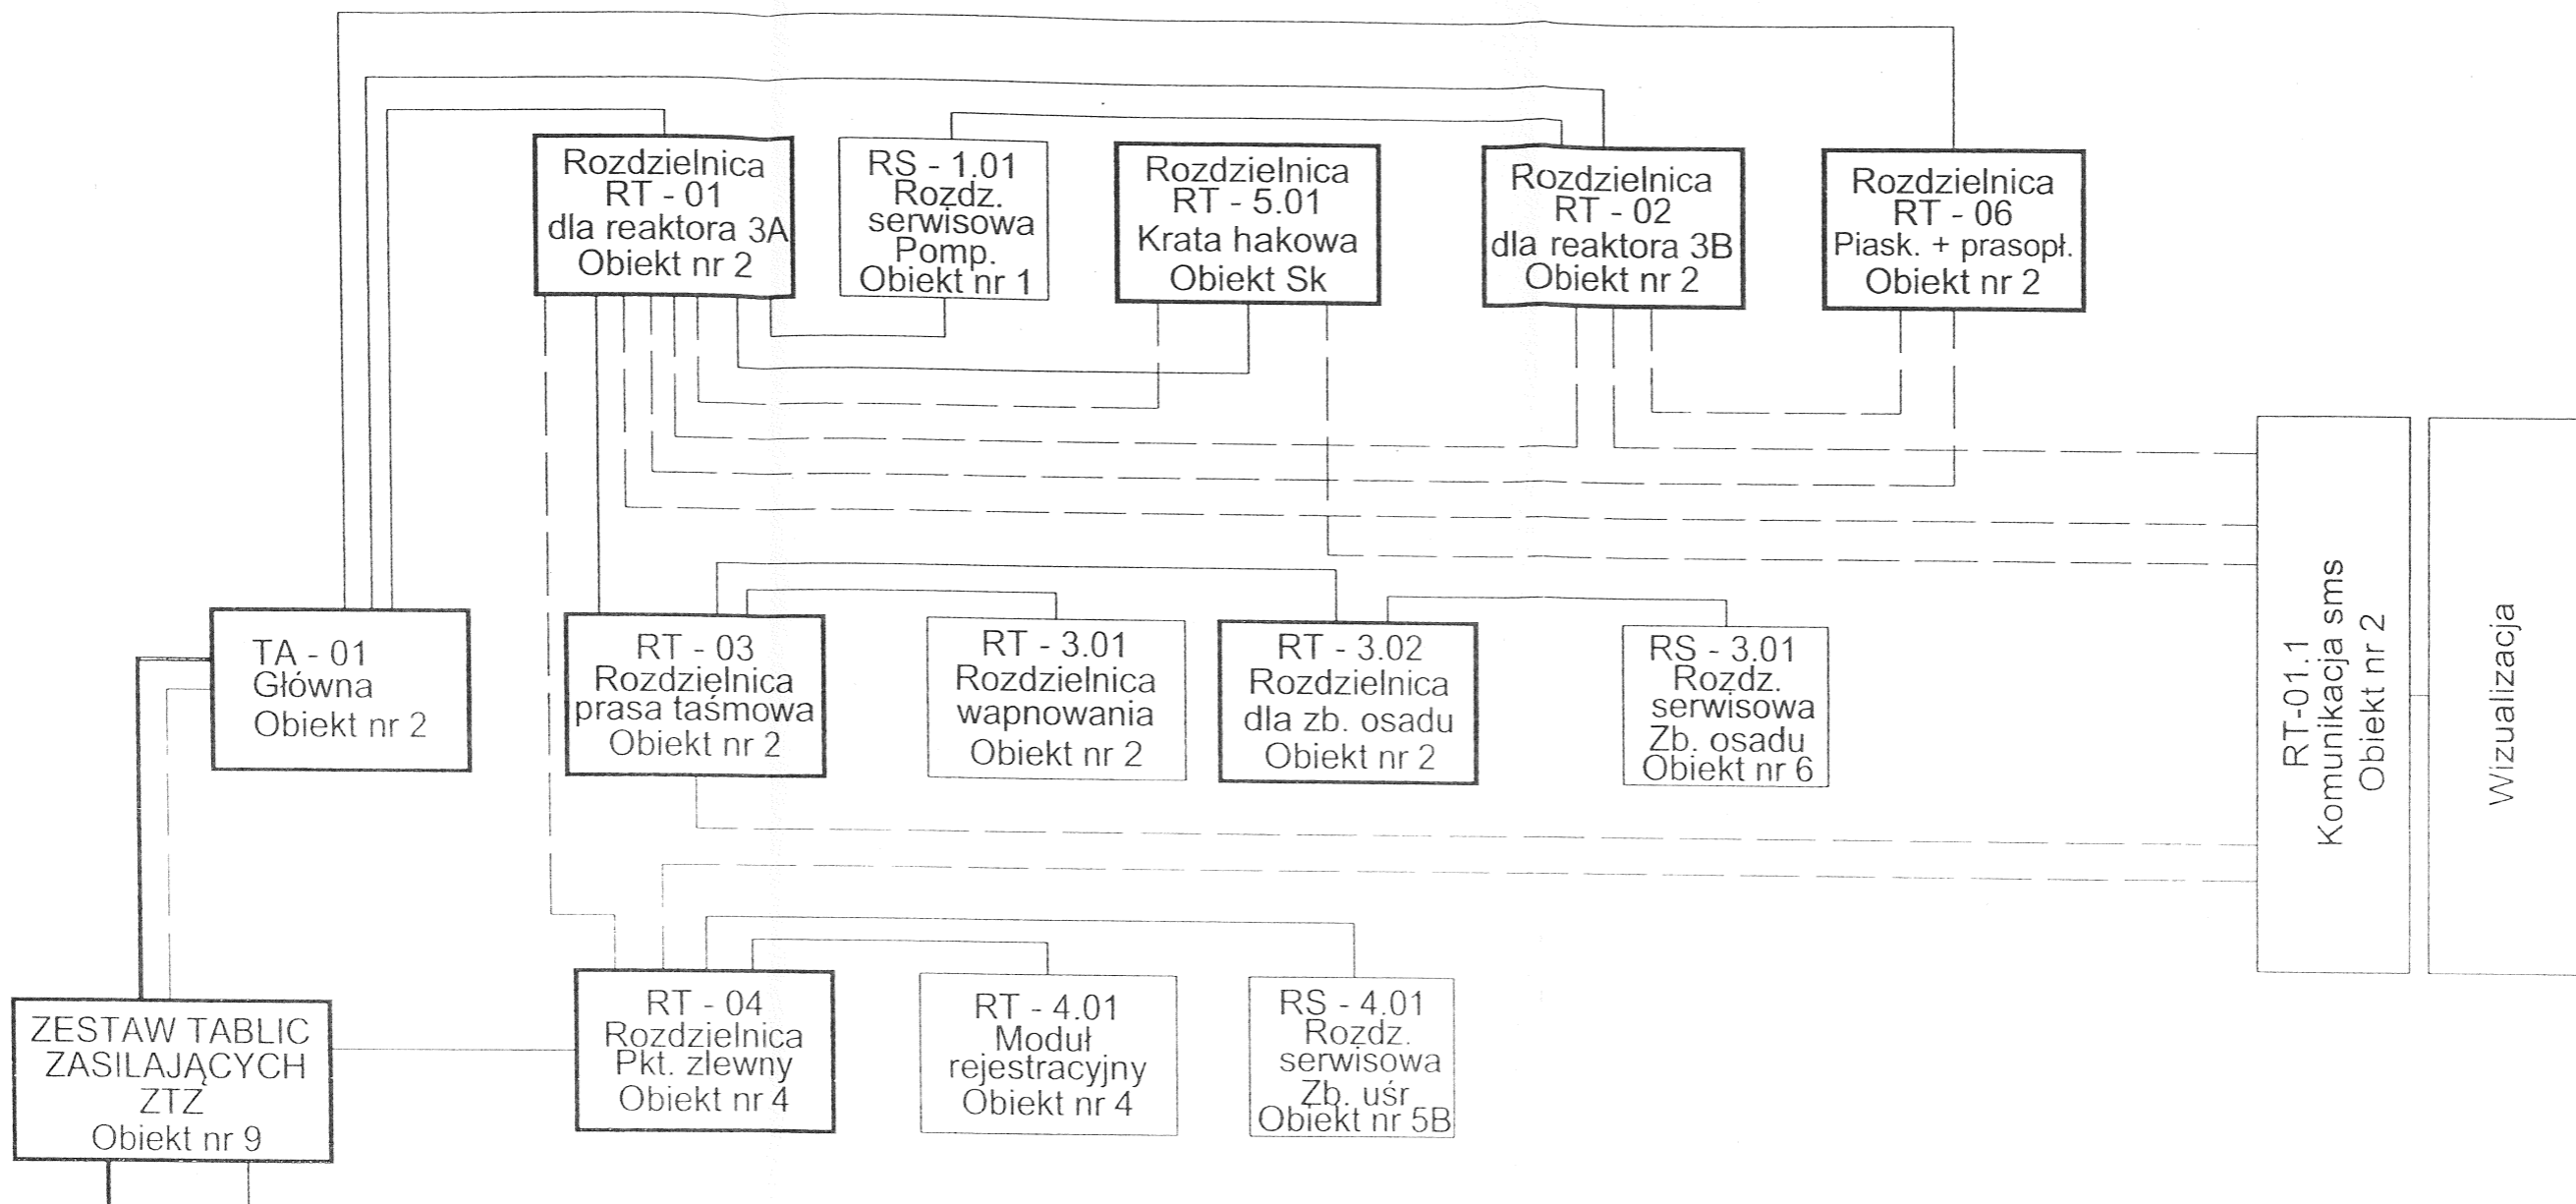 Rozdzielnica
RT - 01
dla reaktora 3A
Obiekt nr 2
RS - 1.01
Rozdz.
serwisowa
Pomp.
Obiekt nr 1
Rozdzielnica
RT - 5.01
Krata hakowa
Obiekt Sk
Rozdzielnica
RT - 02
dla reaktora 3B
Obiekt nr 2
Rozdzielnica
RT - 06
Piask. + prasopł.
Obiekt nr 2
TA - 01
Główna
Obiekt nr 2
RT - 03
Rozdzielnica
prasa taśmowa
Obiekt nr 2
RT - 3.01
Rozdzielnica
wapnowania
Obiekt nr 2
RT - 3.02
Rozdzielnica
dla zb. osadu
Obiekt nr 2
RS - 3.01
Rozdz.
serwisowa
Zb. osadu
Obiekt nr 6
RT-01.1
Komunikacja sms
Obiekt nr 2
Wizualizacja
ZESTAW TABLIC
ZASILAJĄCYCH
ZTZ
Obiekt nr 9
RT - 04
Rozdzielnica
Pkt. zlewny
Obiekt nr 4
RT - 4.01
Moduł
rejestracyjny
Obiekt nr 4
RS - 4.01
Rozdz.
serwisowa
Zb. uśr
Obiekt nr 5B